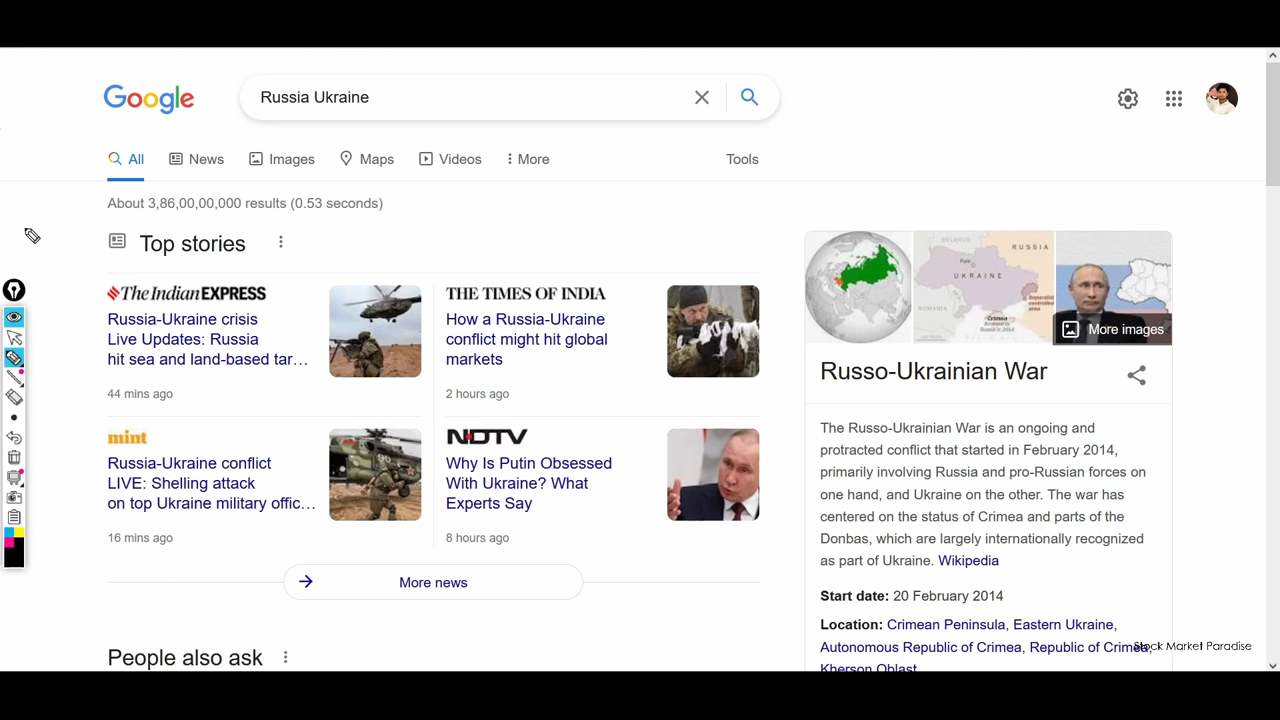 Google
Russia Ukraine
All
News
Images
Maps
Videos
More
Tools
About 3,86,00,00,000 results (0.53 seconds)
Top stories
The Indian EXPRESS
Russia-Ukraine crisis
Live Updates: Russia
hit sea and land-based tar…
44 mins ago
THE TIMES OF INDIA
How a Russia-Ukraine
conflict might hit global
markets
2 hours ago
mint
Russia-Ukraine conflict
LIVE: Shelling attack
on top Ukraine military offic…
16 mins ago
NDTV
Why Is Putin Obsessed
With Ukraine? What
Experts Say
8 hours ago
More news
People also ask
BELARUS
RUSSIA
Kyiv
UKRAINE
ROMANIA
Crimea
More images
Russo-Ukrainian War
The Russo-Ukrainian War is an ongoing and
protracted conflict that started in February 2014,
primarily involving Russia and pro-Russian forces on
one hand, and Ukraine on the other. The war has
centered on the status of Crimea and parts of the
Donbas, which are largely internationally recognized
as part of Ukraine. Wikipedia
Start date: 20 February 2014
Location: Crimean Peninsula, Eastern Ukraine,
Autonomous Republic of Crimea, Republic of Crimea,
Kherson Oblast
Stock Market Paradise